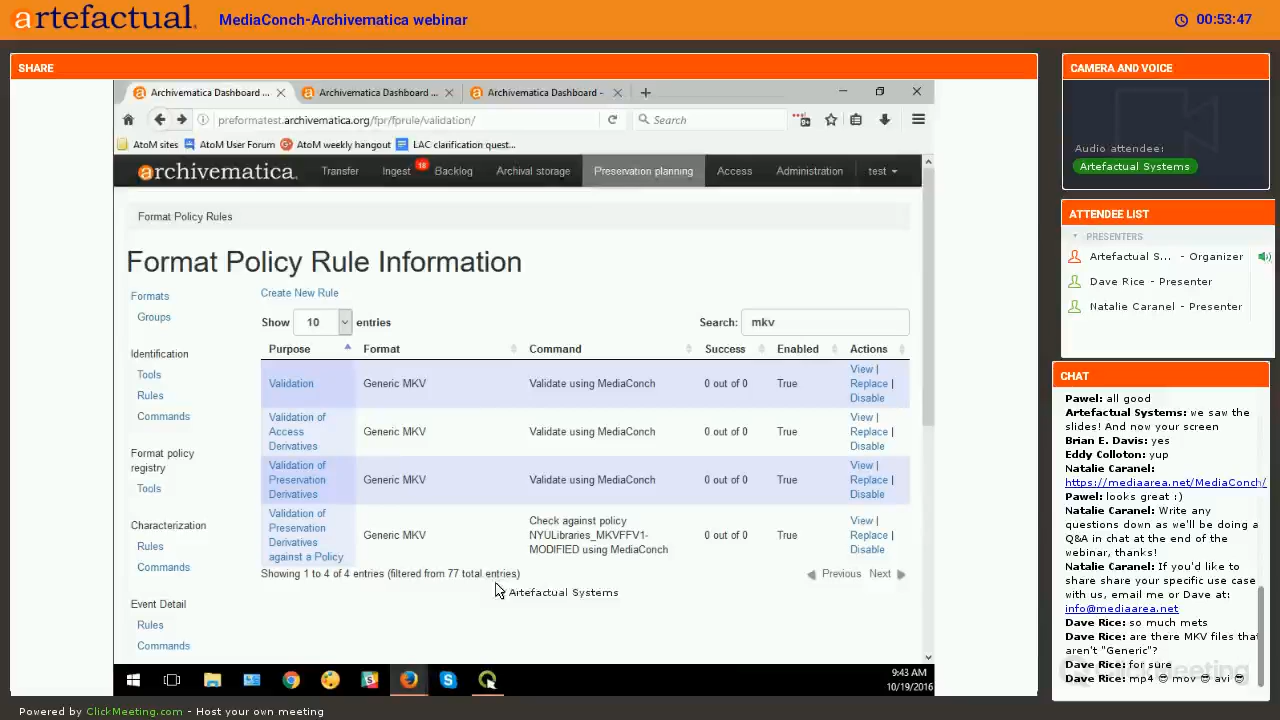 artefactual.
MediaConch-Archivematica webinar
00:53:47
SHARE
Archivematica Dashboard ...
Archivematica Dashboard ...
Archivematica Dashboard -
preformatest.archivematica.org/fpr/fprule/validation/
Search
AtoM sites
AtoM User Forum
AtoM weekly hangout
LAC clarification quest...
archivematica.
Transfer
Ingest
18
Backlog
Archival storage
Preservation planning
Access
Administration
test
Format Policy Rules
Format Policy Rule Information
Formats
Groups
Identification
Tools
Rules
Commands
Format policy
registry
Tools
Characterization
Rules
Commands
Event Detail
Rules
Commands
Create New Rule
Show 10 entries
Search: mkv
Purpose Format Command Success Enabled Actions
Validation Generic MKV Validate using MediaConch 0 out of 0 True View |
Replace |
Disable
Validation of
Access
Derivatives
Generic MKV Validate using MediaConch 0 out of 0 True View |
Replace |
Disable
Validation of
Preservation
Derivatives
Generic MKV Validate using MediaConch 0 out of 0 True View |
Replace |
Disable
Validation of
Preservation
Derivatives
against a Policy
Generic MKV
Check against policy
NYULibraries_MKVFFV1-
MODIFIED using MediaConch
0 out of 0 True View |
Replace |
Disable
Showing 1 to 4 of 4 entries (filtered from 77 total entries)
Previous Next
Artefactual Systems
9:43 AM
10/19/2016
CAMERA AND VOICE
Audio attendee:
Artefactual Systems
ATTENDEE LIST
PRESENTERS
Artefactual S... - Organizer
Dave Rice - Presenter
Natalie Caranel - Presenter
CHAT
Pawel: all good
Artefactual Systems: we saw the
slides! And now your screen
Brian E. Davis: yes
Eddy Colloton: yup
Natalie Caranel:
https://mediaarea.net/MediaConch/
Pawel: looks great :)
Natalie Caranel: Write any
questions down as we'll be doing a
Q&A in chat at the end of the
webinar, thanks!
Natalie Caranel: If you'd like to
share share your specific use case
with us, email me or Dave at:
info@mediaarea.net
Dave Rice: so much mets
Dave Rice: are there MKV files that
aren't "Generic"?
Dave Rice: for sure
Dave Rice: mp4 😎 mov 😎 avi 😎
ClickMeeting
Powered by ClickMeeting.com - Host your own meeting